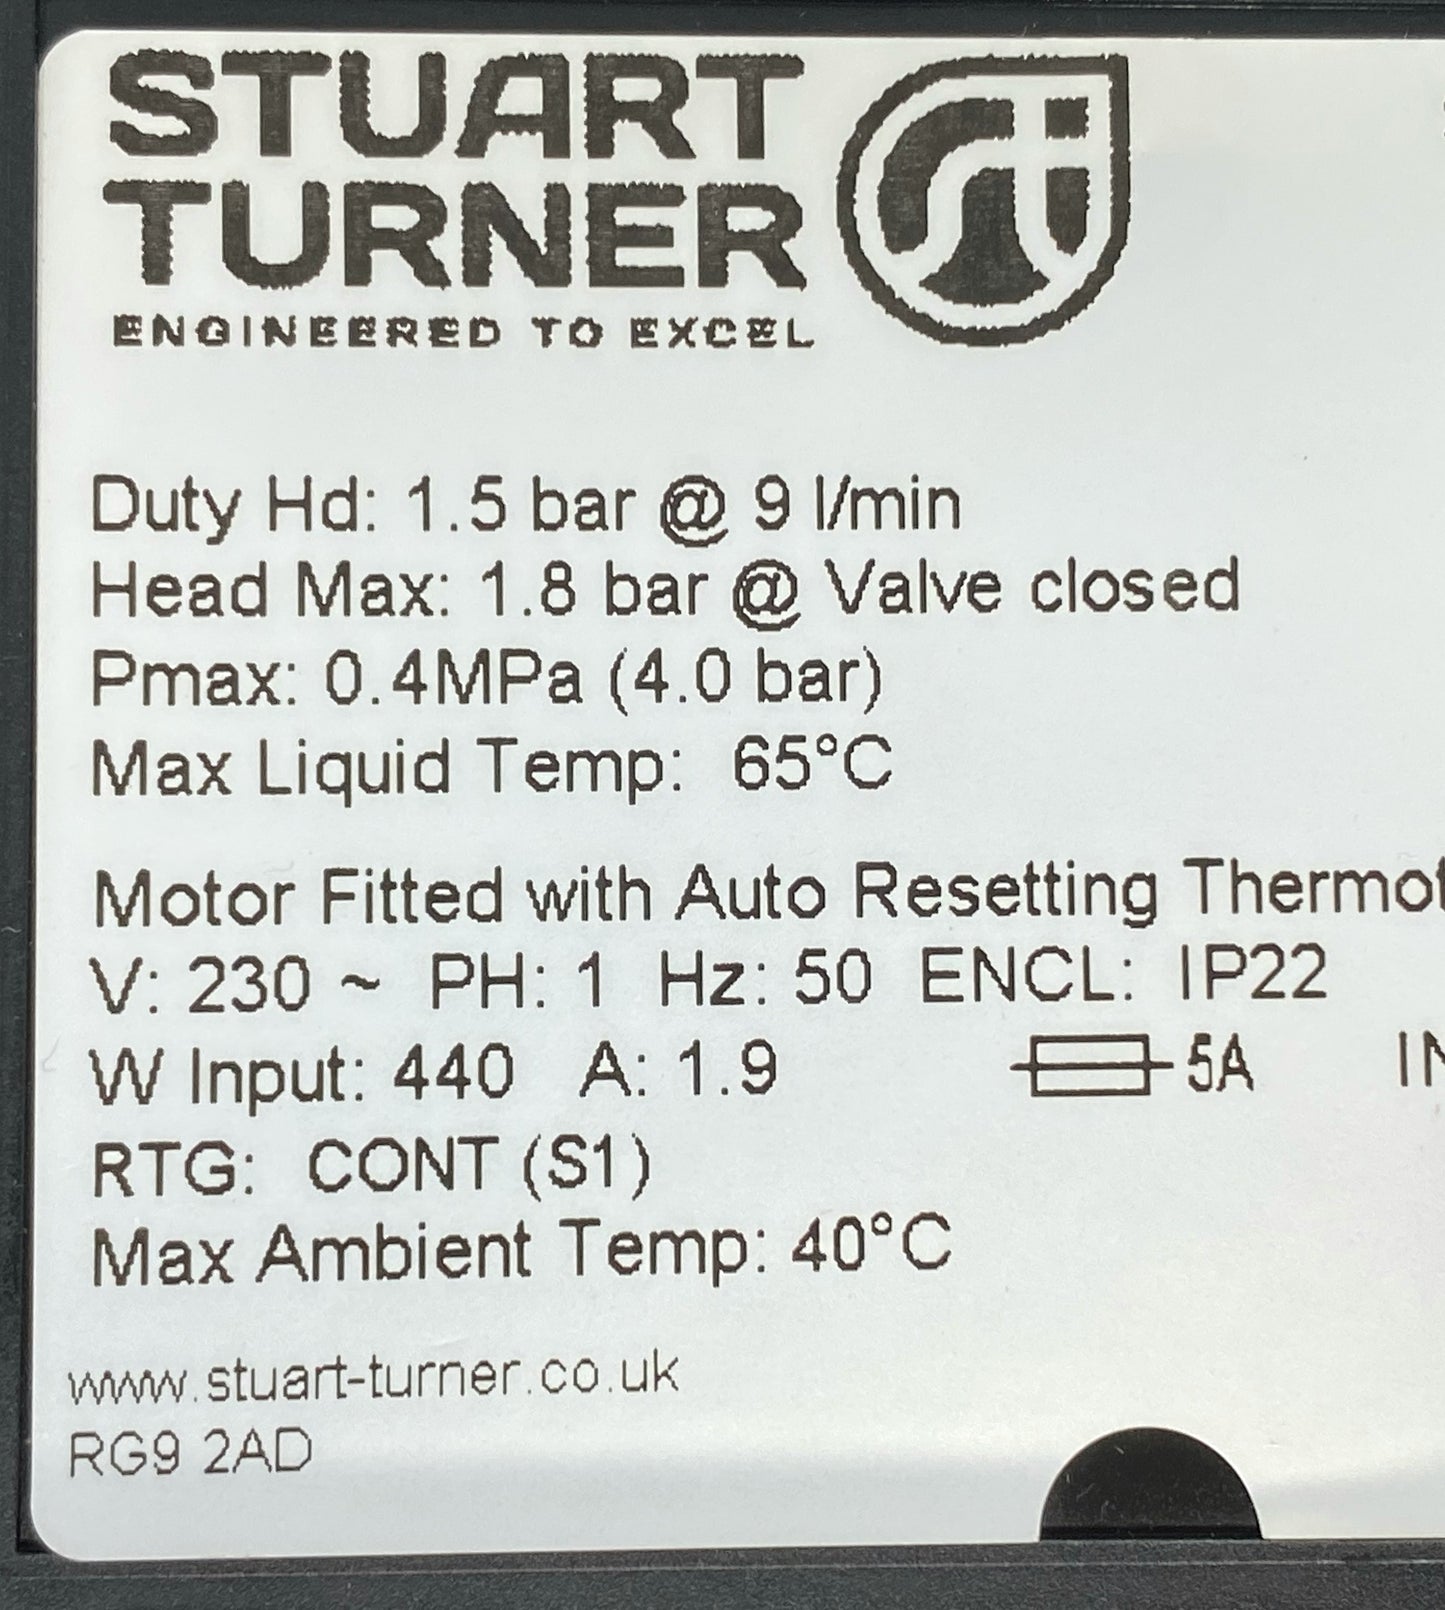 STUART
TURNER
ENGINEERED TO EXCEL
Duty Hd: 1.5 bar @ 9 l/min
Head Max: 1.8 bar @ Valve closed
Pmax: 0.4MPa (4.0 bar)
Max Liquid Temp: 65°C
Motor Fitted with Auto Resetting
V: 230 ~ PH: 1 Hz: 50 ENCL: IP22
W Input: 440 A: 1.9 5A
RTG: CONT (S1)
Max Ambient Temp: 40°C
www.stuart-turner.co.uk
RG9 2AD